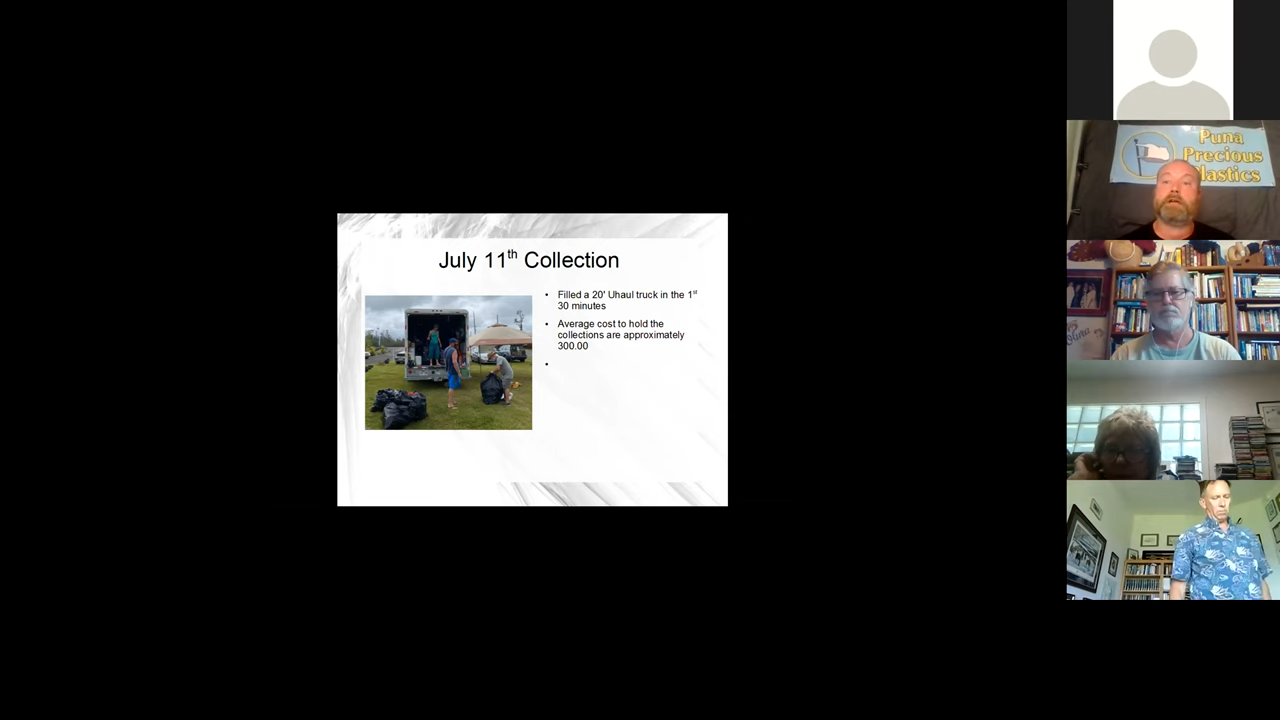 July 11th Collection
• Filled a 20' Uhaul truck in the 1st
30 minutes
• Average cost to hold the
collections are approximately
300.00
•
Puna
Precious
Plastics